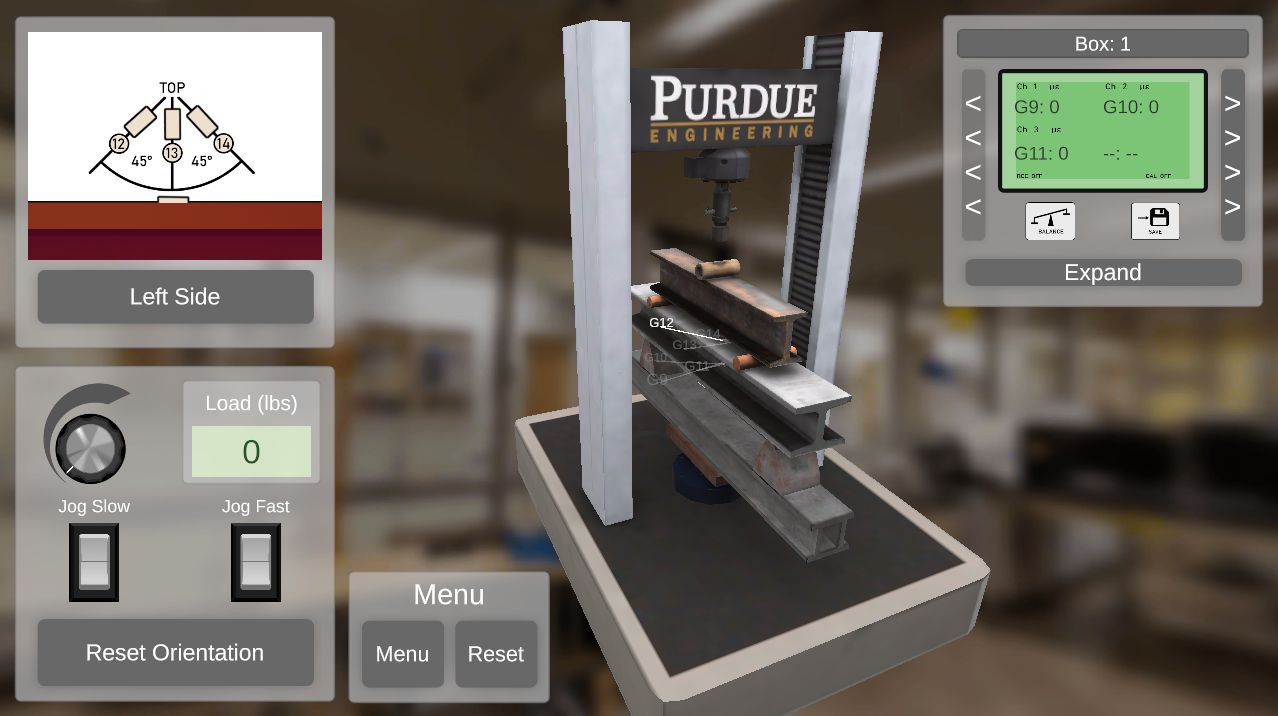 TOP
12
13
14
45°
45°
Left Side
Load (lbs)
0
Jog Slow
Jog Fast
Reset Orientation
Menu
Menu
Reset
PURDUE
ENGINEERING
G12
G14
G13
G10
G11
G9
Box: 1
Ch 1 µε
Ch 2 µε
G9: 0
G10: 0
Ch 3 µε
G11: 0
--: --
REC OFF
CAL OFF
<
<
<
<
>
>
>
>
BALANCE
SAVE
Expand